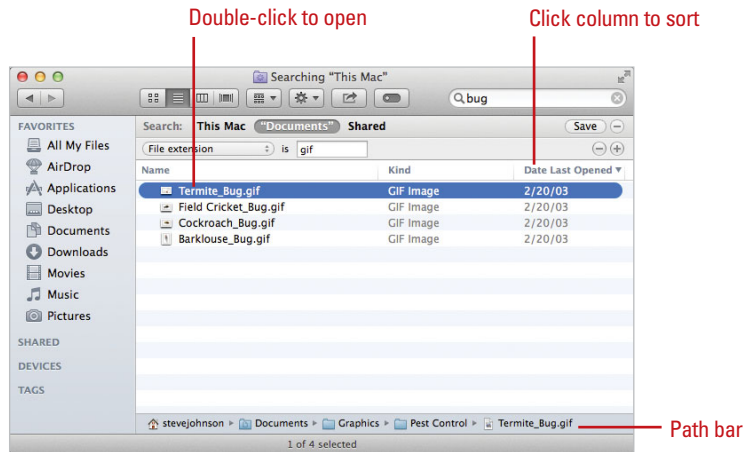 Double-click to open
Click column to sort
Searching "This Mac"
bug
FAVORITES
All My Files
AirDrop
Applications
Desktop
Documents
Downloads
Movies
Music
Pictures
SHARED
DEVICES
TAGS
Search: This Mac "Documents" Shared Save
File extension is gif
Name Kind Date Last Opened
Termite_Bug.gif GIF Image 2/20/03
Field Cricket_Bug.gif GIF Image 2/20/03
Cockroach_Bug.gif GIF Image 2/20/03
Barklouse_Bug.gif GIF Image 2/20/03
stevejohnson Documents Graphics Pest Control Termite_Bug.gif
Path bar
1 of 4 selected